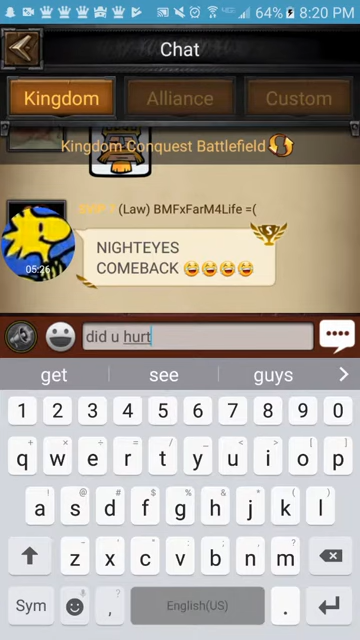 64% 8:20 PM
Chat
Kingdom Alliance Custom
Kingdom Conquest Battlefield
(Law) BMFxFarM4Life =(
NIGHTEYES
COMEBACK 😄😄😄😄
05:26
did u hurt
get see guys
1 2 3 4 5 6 7 8 9 0
q w e r t y u i o p
a s d f g h j k l
z x c v b n m
Sym , English(US) .